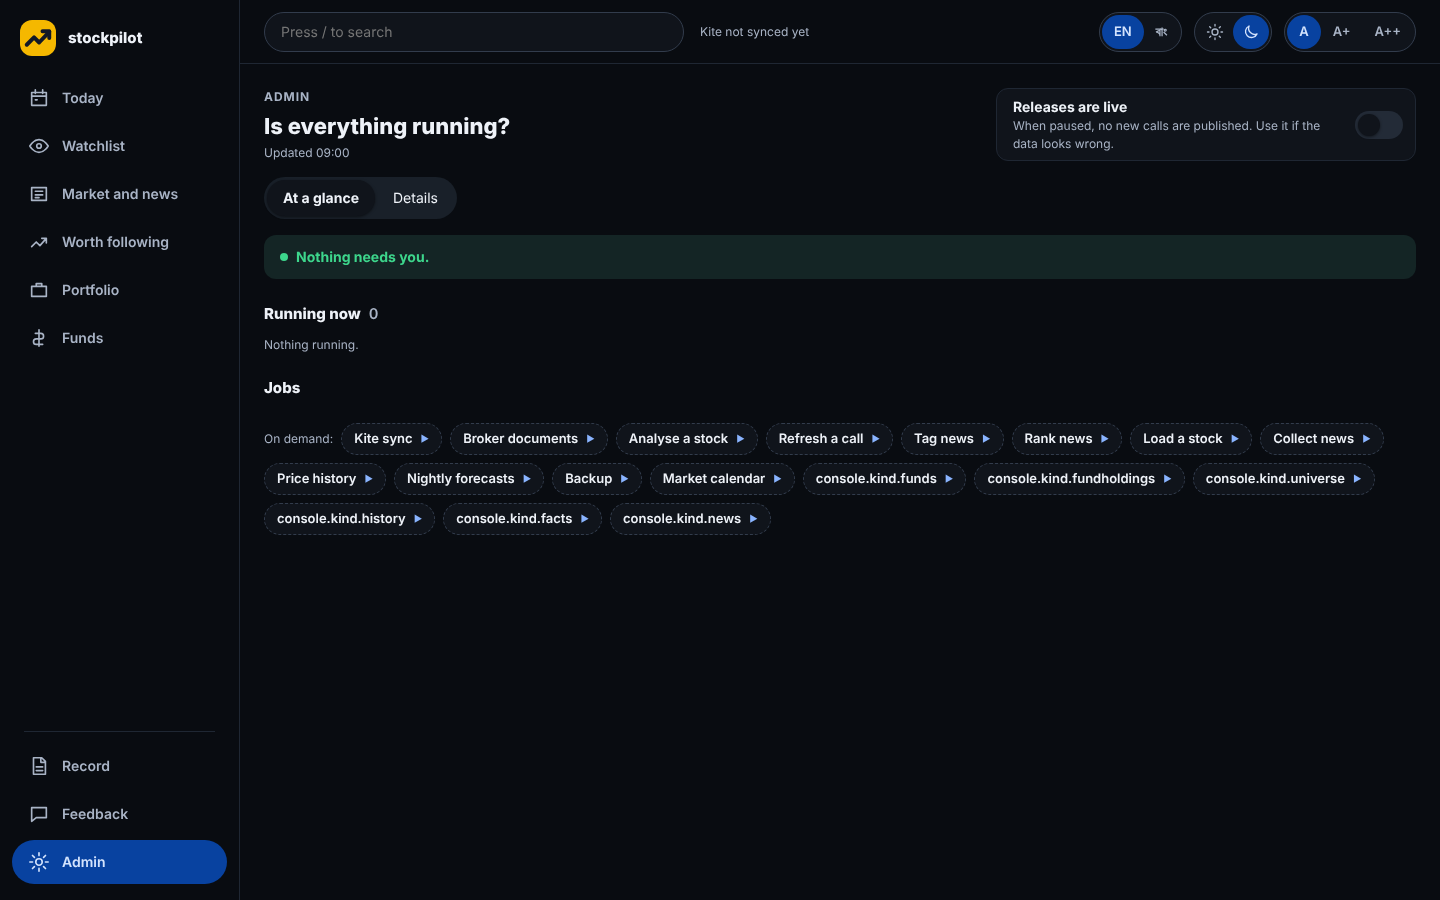 stockpilot
Press / to search
Kite not synced yet
EN বাং
A A+ A++
Today
Watchlist
Market and news
Worth following
Portfolio
Funds
Record
Feedback
Admin
ADMIN
Is everything running?
Updated 09:00
Releases are live
When paused, no new calls are published. Use it if the
data looks wrong.
At a glance Details
Nothing needs you.
Running now 0
Nothing running.
Jobs
On demand: Kite sync Broker documents Analyse a stock Refresh a call Tag news Rank news Load a stock Collect news
Price history Nightly forecasts Backup Market calendar console.kind.funds console.kind.fundholdings console.kind.universe
console.kind.history console.kind.facts console.kind.news